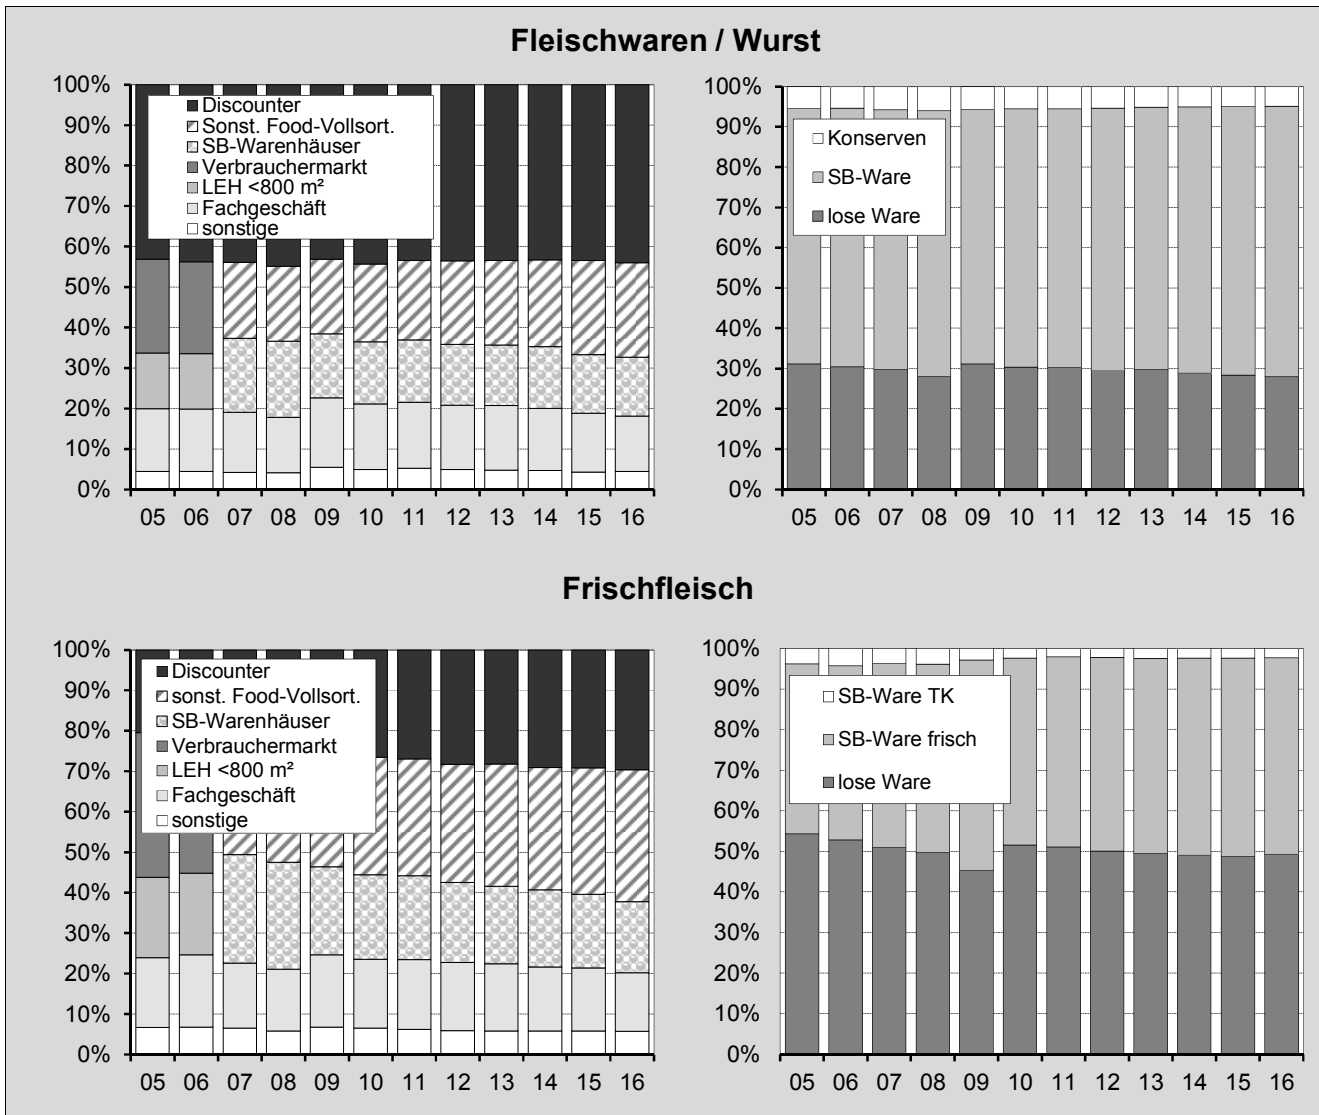 Fleischwaren / Wurst
100%
90%
80%
70%
60%
50%
40%
30%
20%
10%
0%
Discounter
Sonst. Food-Vollsort.
SB-Warenhäuser
Verbrauchermarkt
LEH <800 m²
Fachgeschäft
sonstige
05 06 07 08 09 10 11 12 13 14 15 16
100%
90%
80%
70%
60%
50%
40%
30%
20%
10%
0%
Konserven
SB-Ware
lose Ware
05 06 07 08 09 10 11 12 13 14 15 16
Frischfleisch
100%
90%
80%
70%
60%
50%
40%
30%
20%
10%
0%
Discounter
sonst. Food-Vollsort.
SB-Warenhäuser
Verbrauchermarkt
LEH <800 m²
Fachgeschäft
sonstige
05 06 07 08 09 10 11 12 13 14 15 16
100%
90%
80%
70%
60%
50%
40%
30%
20%
10%
0%
SB-Ware TK
SB-Ware frisch
lose Ware
05 06 07 08 09 10 11 12 13 14 15 16